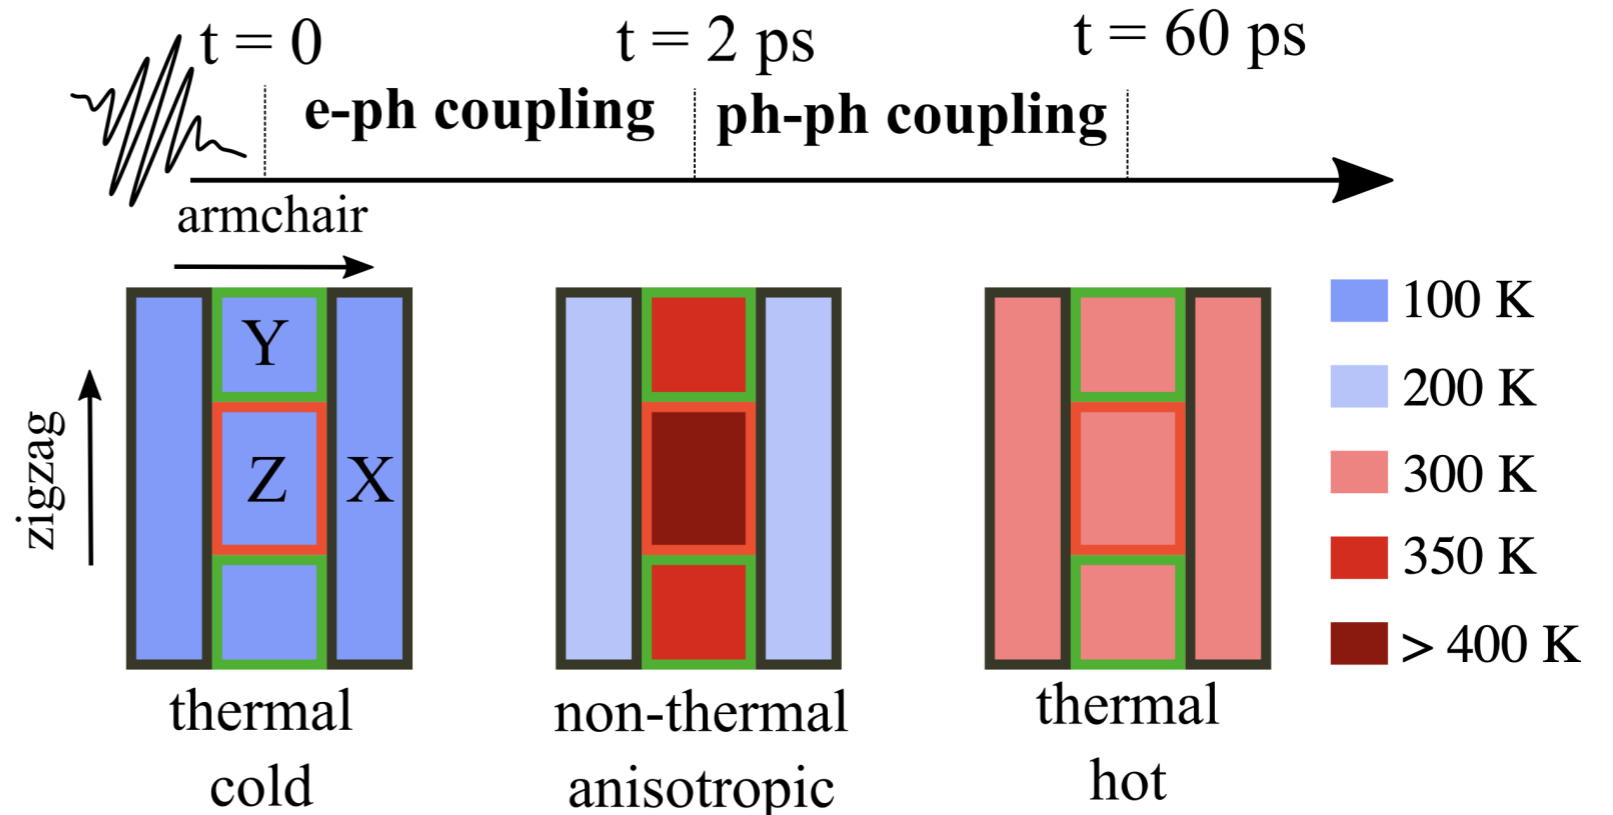 t = 0
t = 2 ps
t = 60 ps
e-ph coupling
ph-ph coupling
armchair
zigzag
Y
Z
X
100 K
200 K
300 K
350 K
> 400 K
thermal
cold
non-thermal
anisotropic
thermal
hot